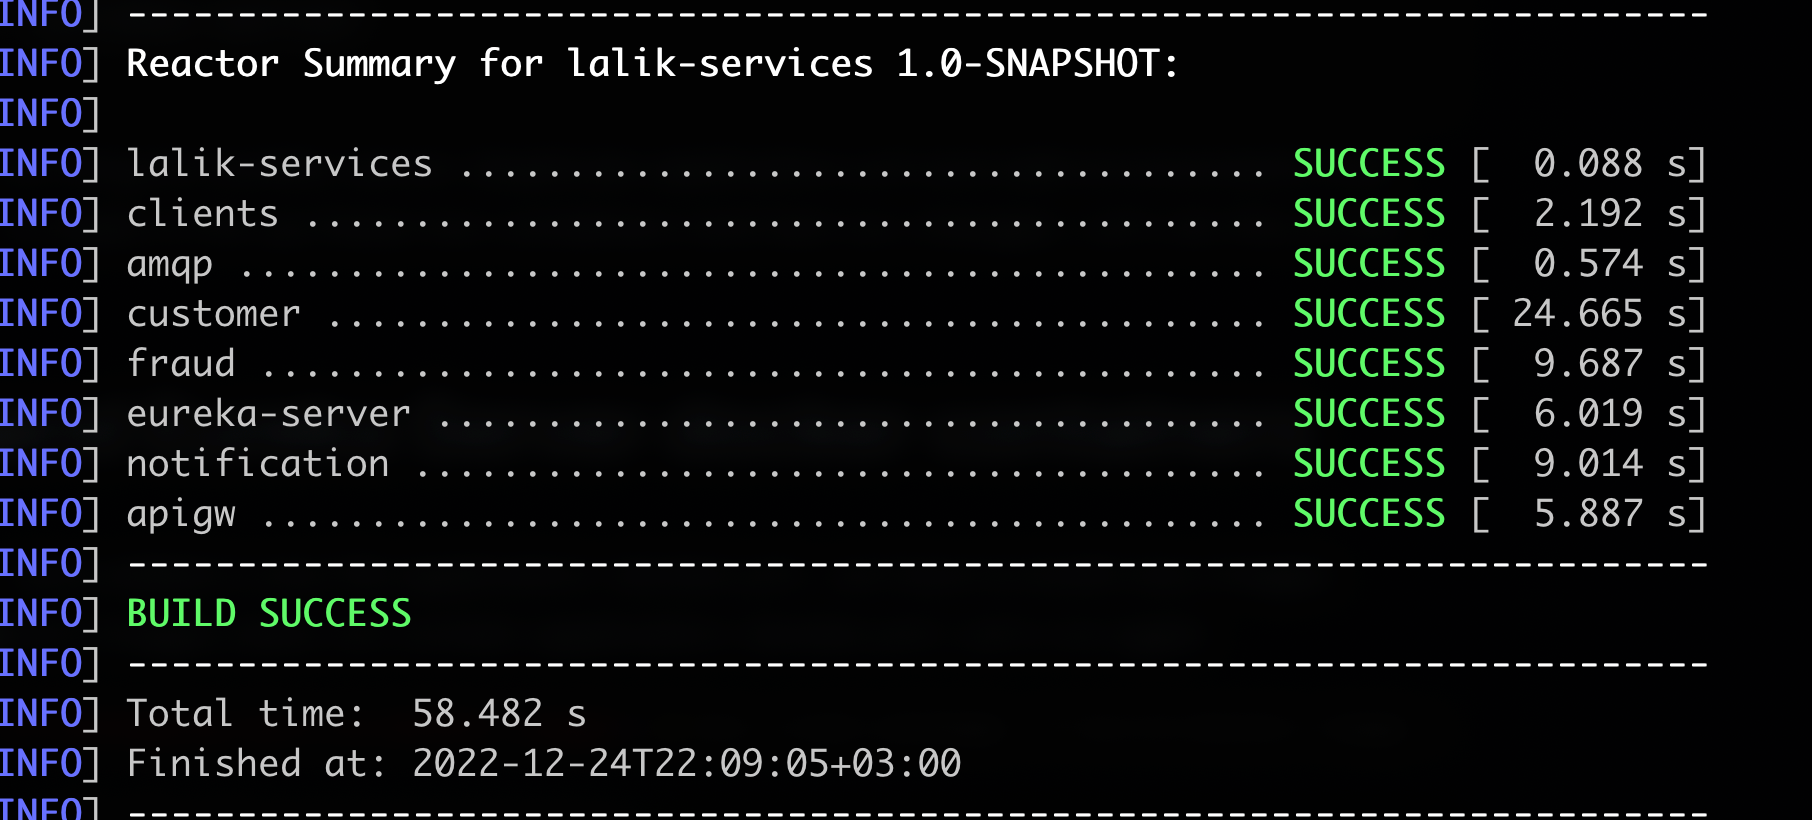 INFO] ------------------------------------------------------------------------
INFO] Reactor Summary for lalik-services 1.0-SNAPSHOT:
INFO]
INFO] lalik-services ..................................... SUCCESS [  0.088 s]
INFO] clients ............................................ SUCCESS [  2.192 s]
INFO] amqp ............................................... SUCCESS [  0.574 s]
INFO] customer ........................................... SUCCESS [ 24.665 s]
INFO] fraud .............................................. SUCCESS [  9.687 s]
INFO] eureka-server ...................................... SUCCESS [  6.019 s]
INFO] notification ....................................... SUCCESS [  9.014 s]
INFO] apigw .............................................. SUCCESS [  5.887 s]
INFO] ------------------------------------------------------------------------
INFO] BUILD SUCCESS
INFO] ------------------------------------------------------------------------
INFO] Total time:  58.482 s
INFO] Finished at: 2022-12-24T22:09:05+03:00
INFO] ------------------------------------------------------------------------